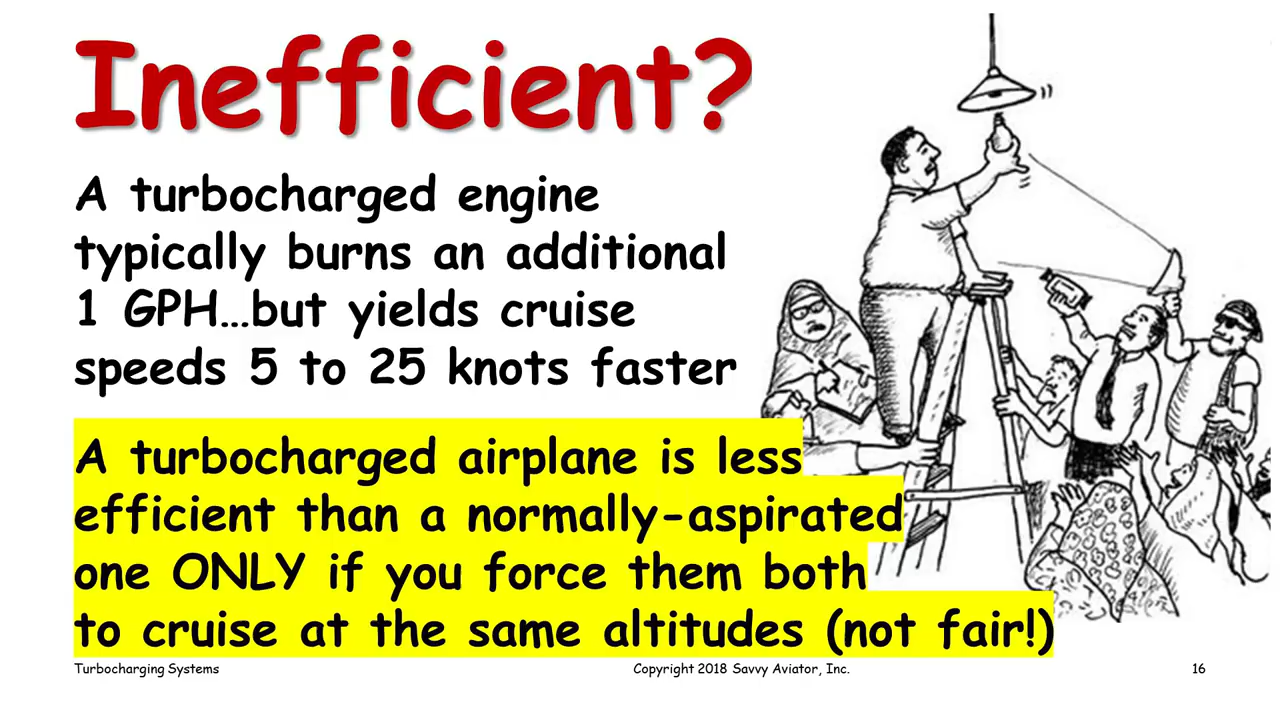 Inefficient?
A turbocharged engine
typically burns an additional
1 GPH…but yields cruise
speeds 5 to 25 knots faster
A turbocharged airplane is less
efficient than a normally-aspirated
one ONLY if you force them both
to cruise at the same altitudes (not fair!)
Turbocharging Systems
Copyright 2018 Savvy Aviator, Inc.
16